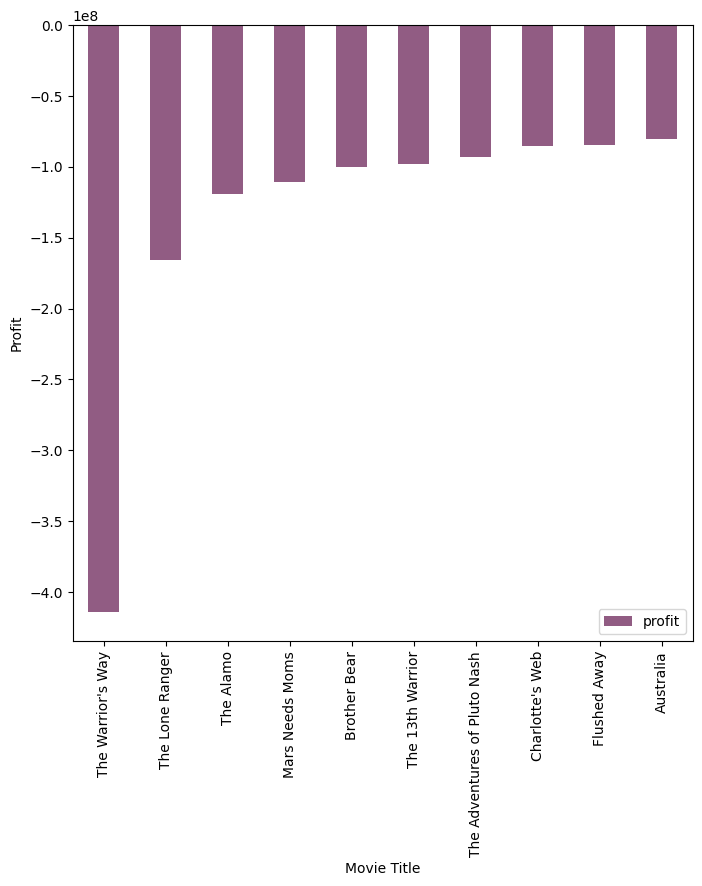 1e8
0.0
−0.5
−1.0
−1.5
−2.0
−2.5
−3.0
−3.5
−4.0
Profit
profit
The Warrior's Way
The Lone Ranger
The Alamo
Mars Needs Moms
Brother Bear
The 13th Warrior
The Adventures of Pluto Nash
Charlotte's Web
Flushed Away
Australia
Movie Title